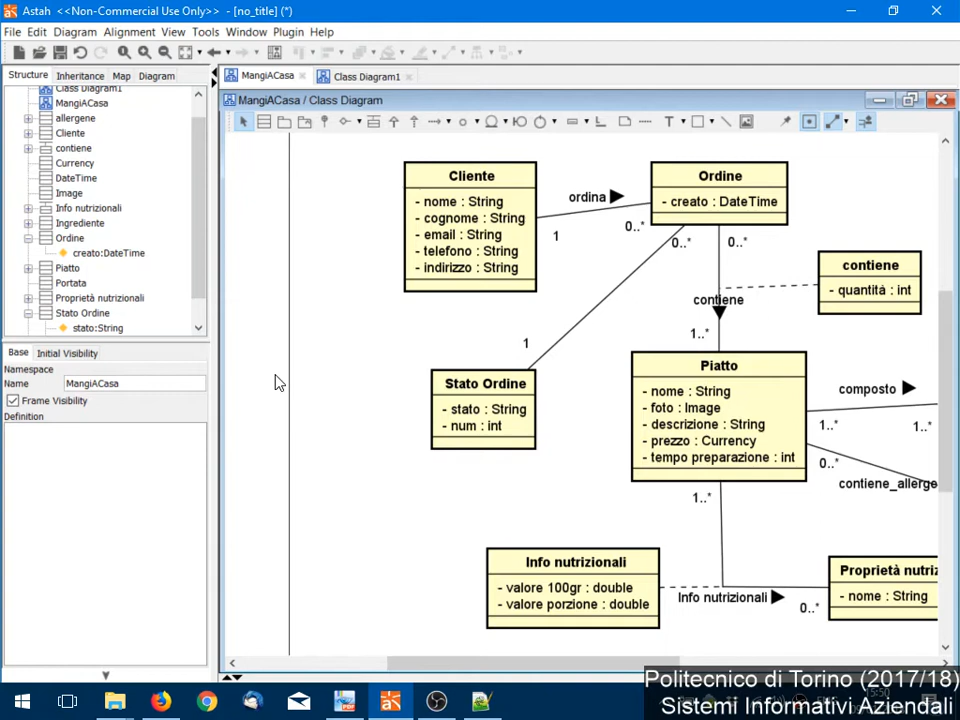 Astah <<Non-Commercial Use Only>> - [no_title] (*)
File Edit Diagram Alignment View Tools Window Plugin Help
Structure Inheritance Map Diagram
MangiACasa
Class Diagram1
Class Diagram1
MangiACasa
allergene
Cliente
contiene
Currency
DateTime
Image
Info nutrizionali
Ingrediente
Ordine
creato:DateTime
Piatto
Portata
Proprietà nutrizionali
Stato Ordine
stato:String
Base Initial Visibility
Namespace
Name MangiACasa
Frame Visibility
Definition
MangiACasa / Class Diagram
Cliente
- nome : String
- cognome : String
- email : String
- telefono : String
- indirizzo : String
ordina
1
0..*
Ordine
- creato : DateTime
0..*
0..*
contiene
1..*
contiene
- quantità : int
1
Stato Ordine
- stato : String
- num : int
Piatto
- nome : String
- foto : Image
- descrizione : String
- prezzo : Currency
- tempo preparazione : int
composto
1..*
1..*
0..*
contiene_allerge
1..*
Info nutrizionali
- valore 100gr : double
- valore porzione : double
Info nutrizionali
0..*
Proprietà nutriz
- nome : String
Politecnico di Torino (2017/18)
Sistemi Informativi Aziendali